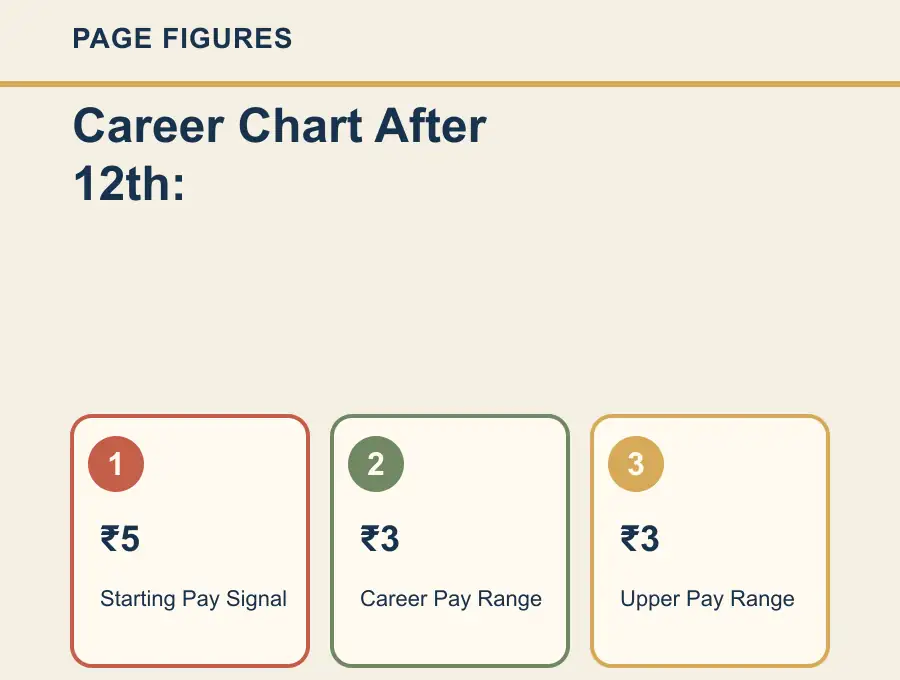 PAGE FIGURES
Career Chart After
12th:
1
₹5
Starting Pay Signal
2
₹3
Career Pay Range
3
₹3
Upper Pay Range